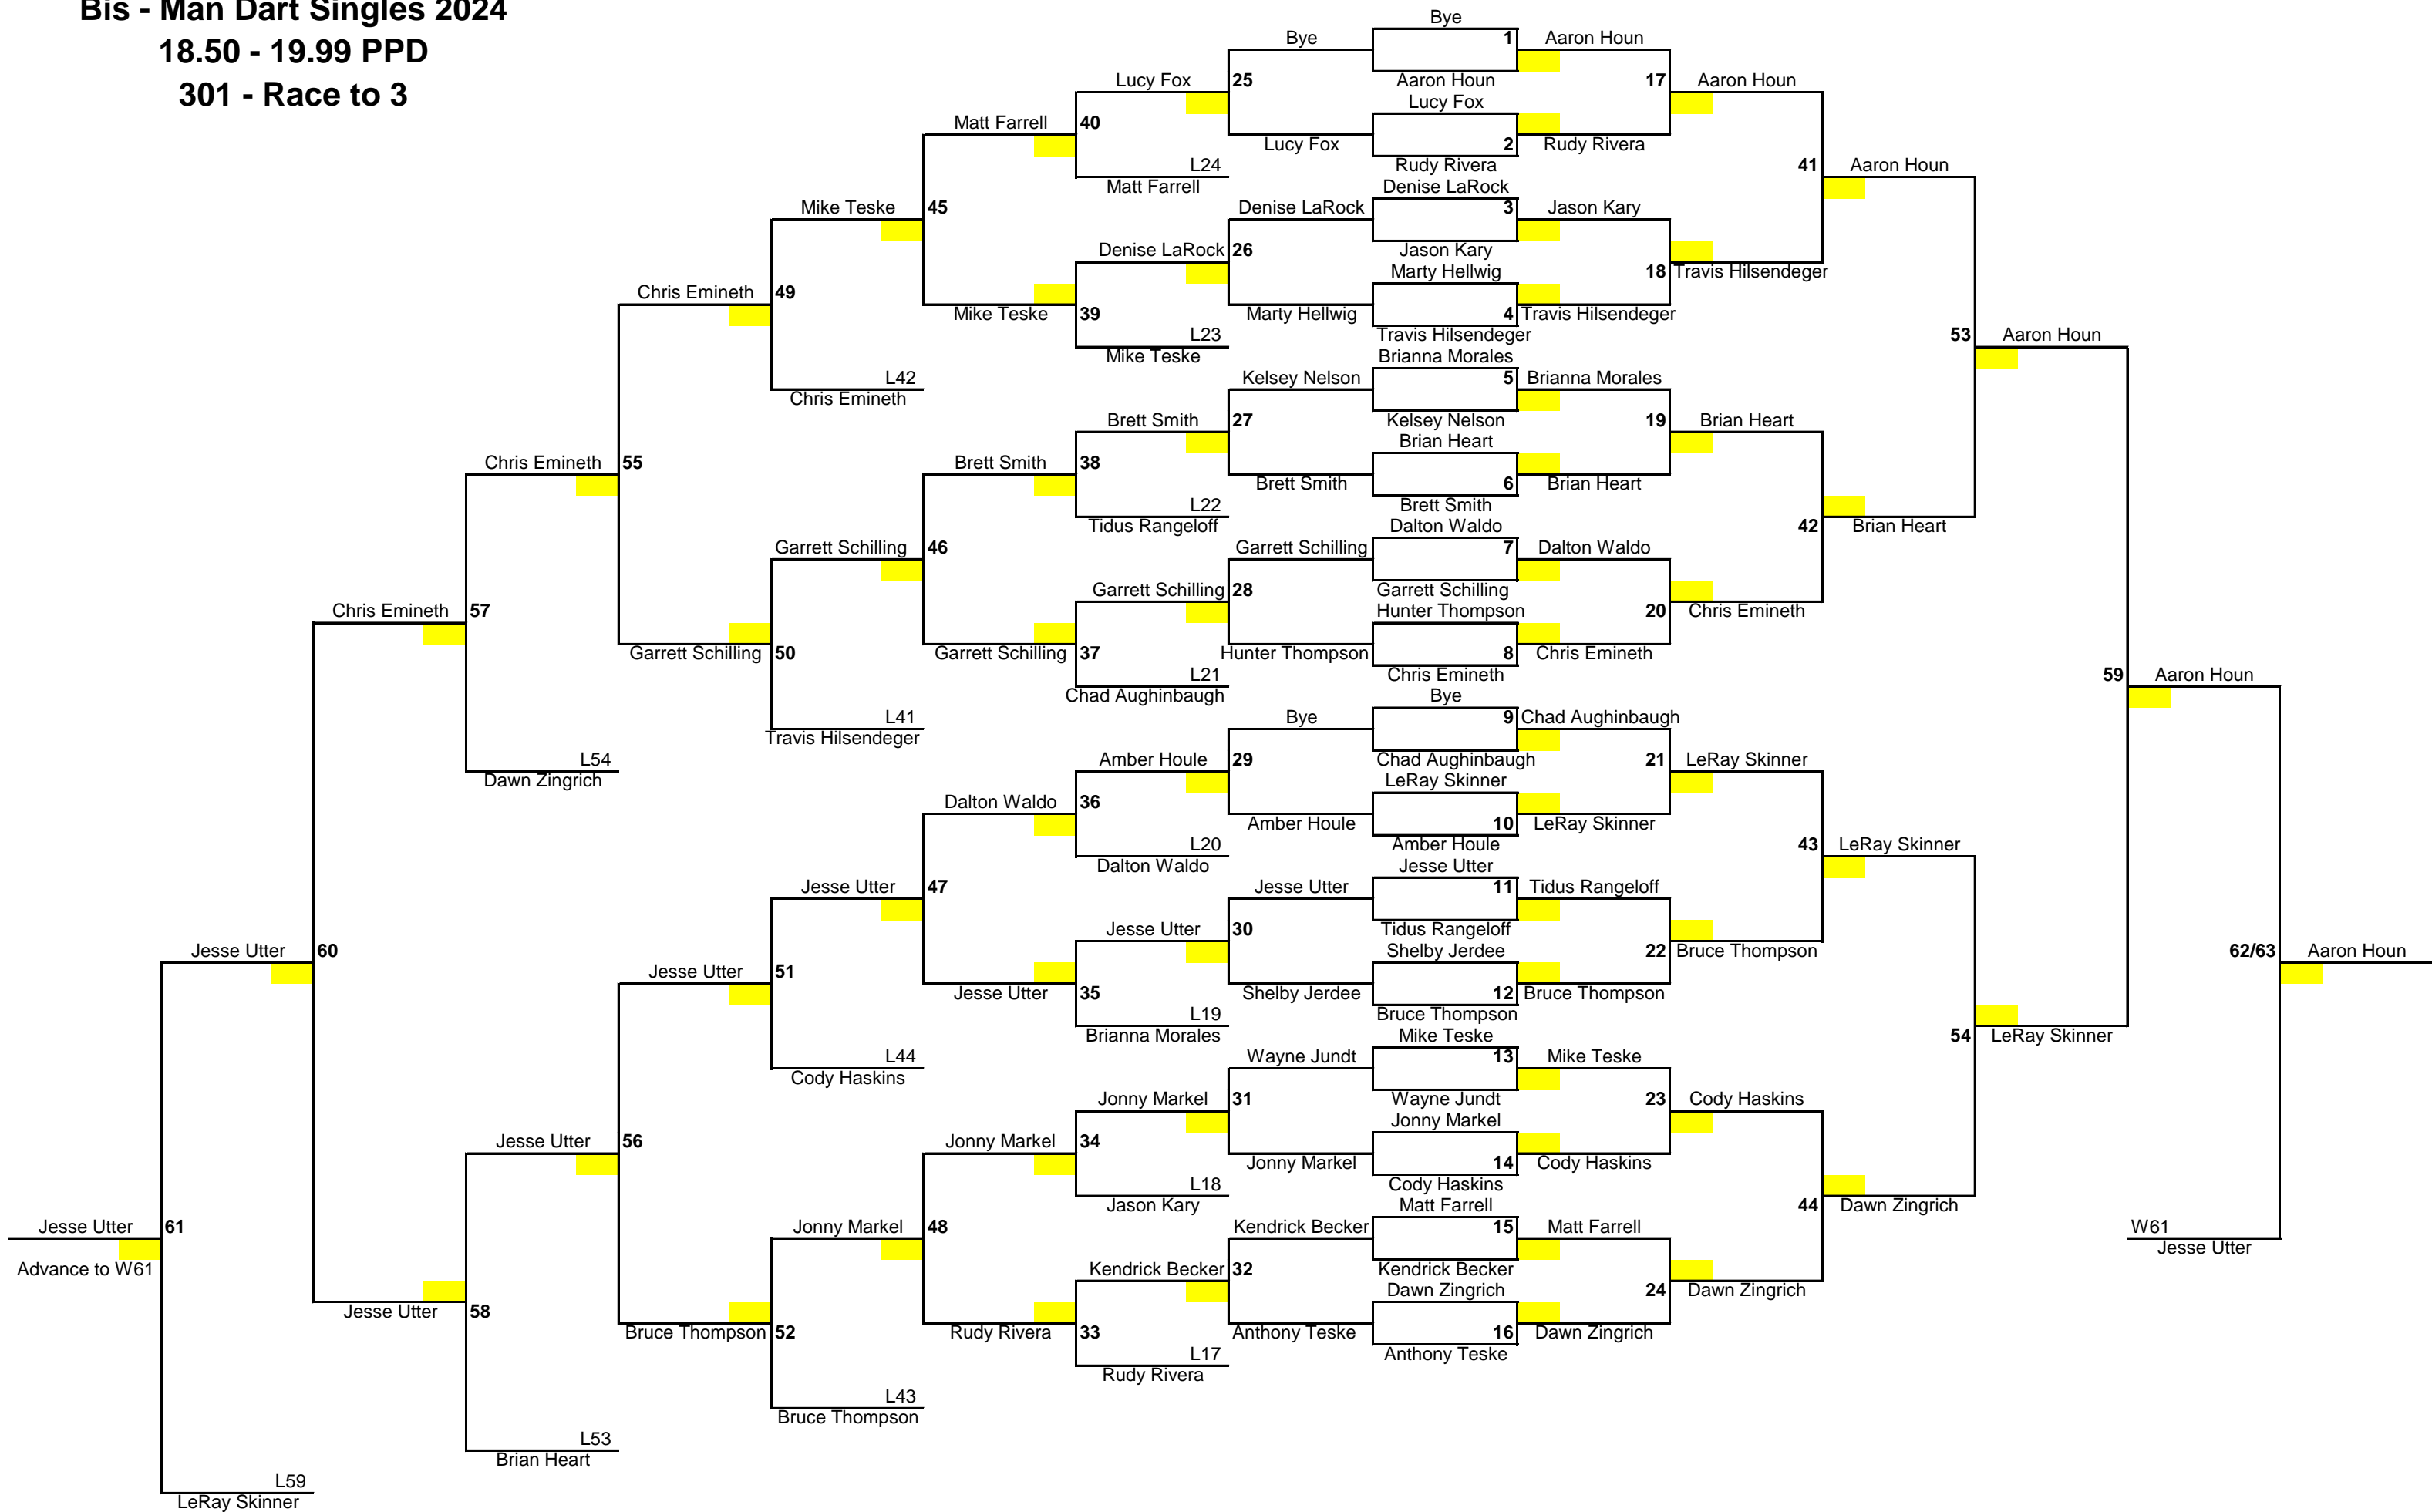 Bis - Man Dart Singles 2024
18.50 - 19.99 PPD
301 - Race to 3
Bye
Bye 1 Aaron Houn
Lucy Fox 25 Aaron Houn 17 Aaron Houn
Lucy Fox
Matt Farrell 40
Lucy Fox 2 Rudy Rivera
L24 Rudy Rivera 41 Aaron Houn
Matt Farrell Denise LaRock
Mike Teske 45 Denise LaRock 3 Jason Kary
Denise LaRock 26 Jason Kary
Marty Hellwig 18 Travis Hilsendeger
Chris Emineth 49
Mike Teske 39 Marty Hellwig 4 Travis Hilsendeger
L23 Travis Hilsendeger 53 Aaron Houn
Mike Teske Brianna Morales
L42 Kelsey Nelson 5 Brianna Morales
Chris Emineth
Brett Smith 27 Kelsey Nelson 19 Brian Heart
Brian Heart
Chris Emineth 55 Brett Smith 38
Brett Smith 6 Brian Heart
L22 Brett Smith
Tidus Rangeloff Dalton Waldo 42 Brian Heart
Garrett Schilling 46 Garrett Schilling 7 Dalton Waldo
Garrett Schilling 28 Garrett Schilling
Chris Emineth 57 Hunter Thompson 20 Chris Emineth
Garrett Schilling 50 Garrett Schilling 37 Hunter Thompson 8 Chris Emineth
L21 Chris Emineth 59 Aaron Houn
Chad Aughinbaugh Bye
L41 Bye 9 Chad Aughinbaugh
Travis Hilsendeger
L54 Amber Houle 29 Chad Aughinbaugh 21 LeRay Skinner
Dawn Zingrich LeRay Skinner
Dalton Waldo 36
Amber Houle 10 LeRay Skinner
L20 Amber Houle 43 LeRay Skinner
Dalton Waldo Jesse Utter
Jesse Utter 47 Jesse Utter 11 Tidus Rangeloff
Jesse Utter 30 Tidus Rangeloff
Jesse Utter 60 Shelby Jerdee 22 Bruce Thompson 62/63 Aaron Houn
Jesse Utter 51
Jesse Utter 35 Shelby Jerdee 12 Bruce Thompson
L19 Bruce Thompson
Brianna Morales Mike Teske 54 LeRay Skinner
L44 Wayne Jundt 13 Mike Teske
Cody Haskins
Jonny Markel 31 Wayne Jundt 23 Cody Haskins
Jonny Markel
Jesse Utter 56 Jonny Markel 34
Jonny Markel 14 Cody Haskins
L18 Cody Haskins
Jason Kary Matt Farrell 44 Dawn Zingrich
Jesse Utter 61 Jonny Markel 48 Kendrick Becker 15 Matt Farrell W61
Jesse Utter
Advance to W61 Kendrick Becker 32 Kendrick Becker
Dawn Zingrich 24 Dawn Zingrich
Jesse Utter 58
Bruce Thompson 52 Rudy Rivera 33 Anthony Teske 16 Dawn Zingrich
L17 Anthony Teske
Rudy Rivera
L43
Bruce Thompson
L53
Brian Heart
L59
LeRay Skinner